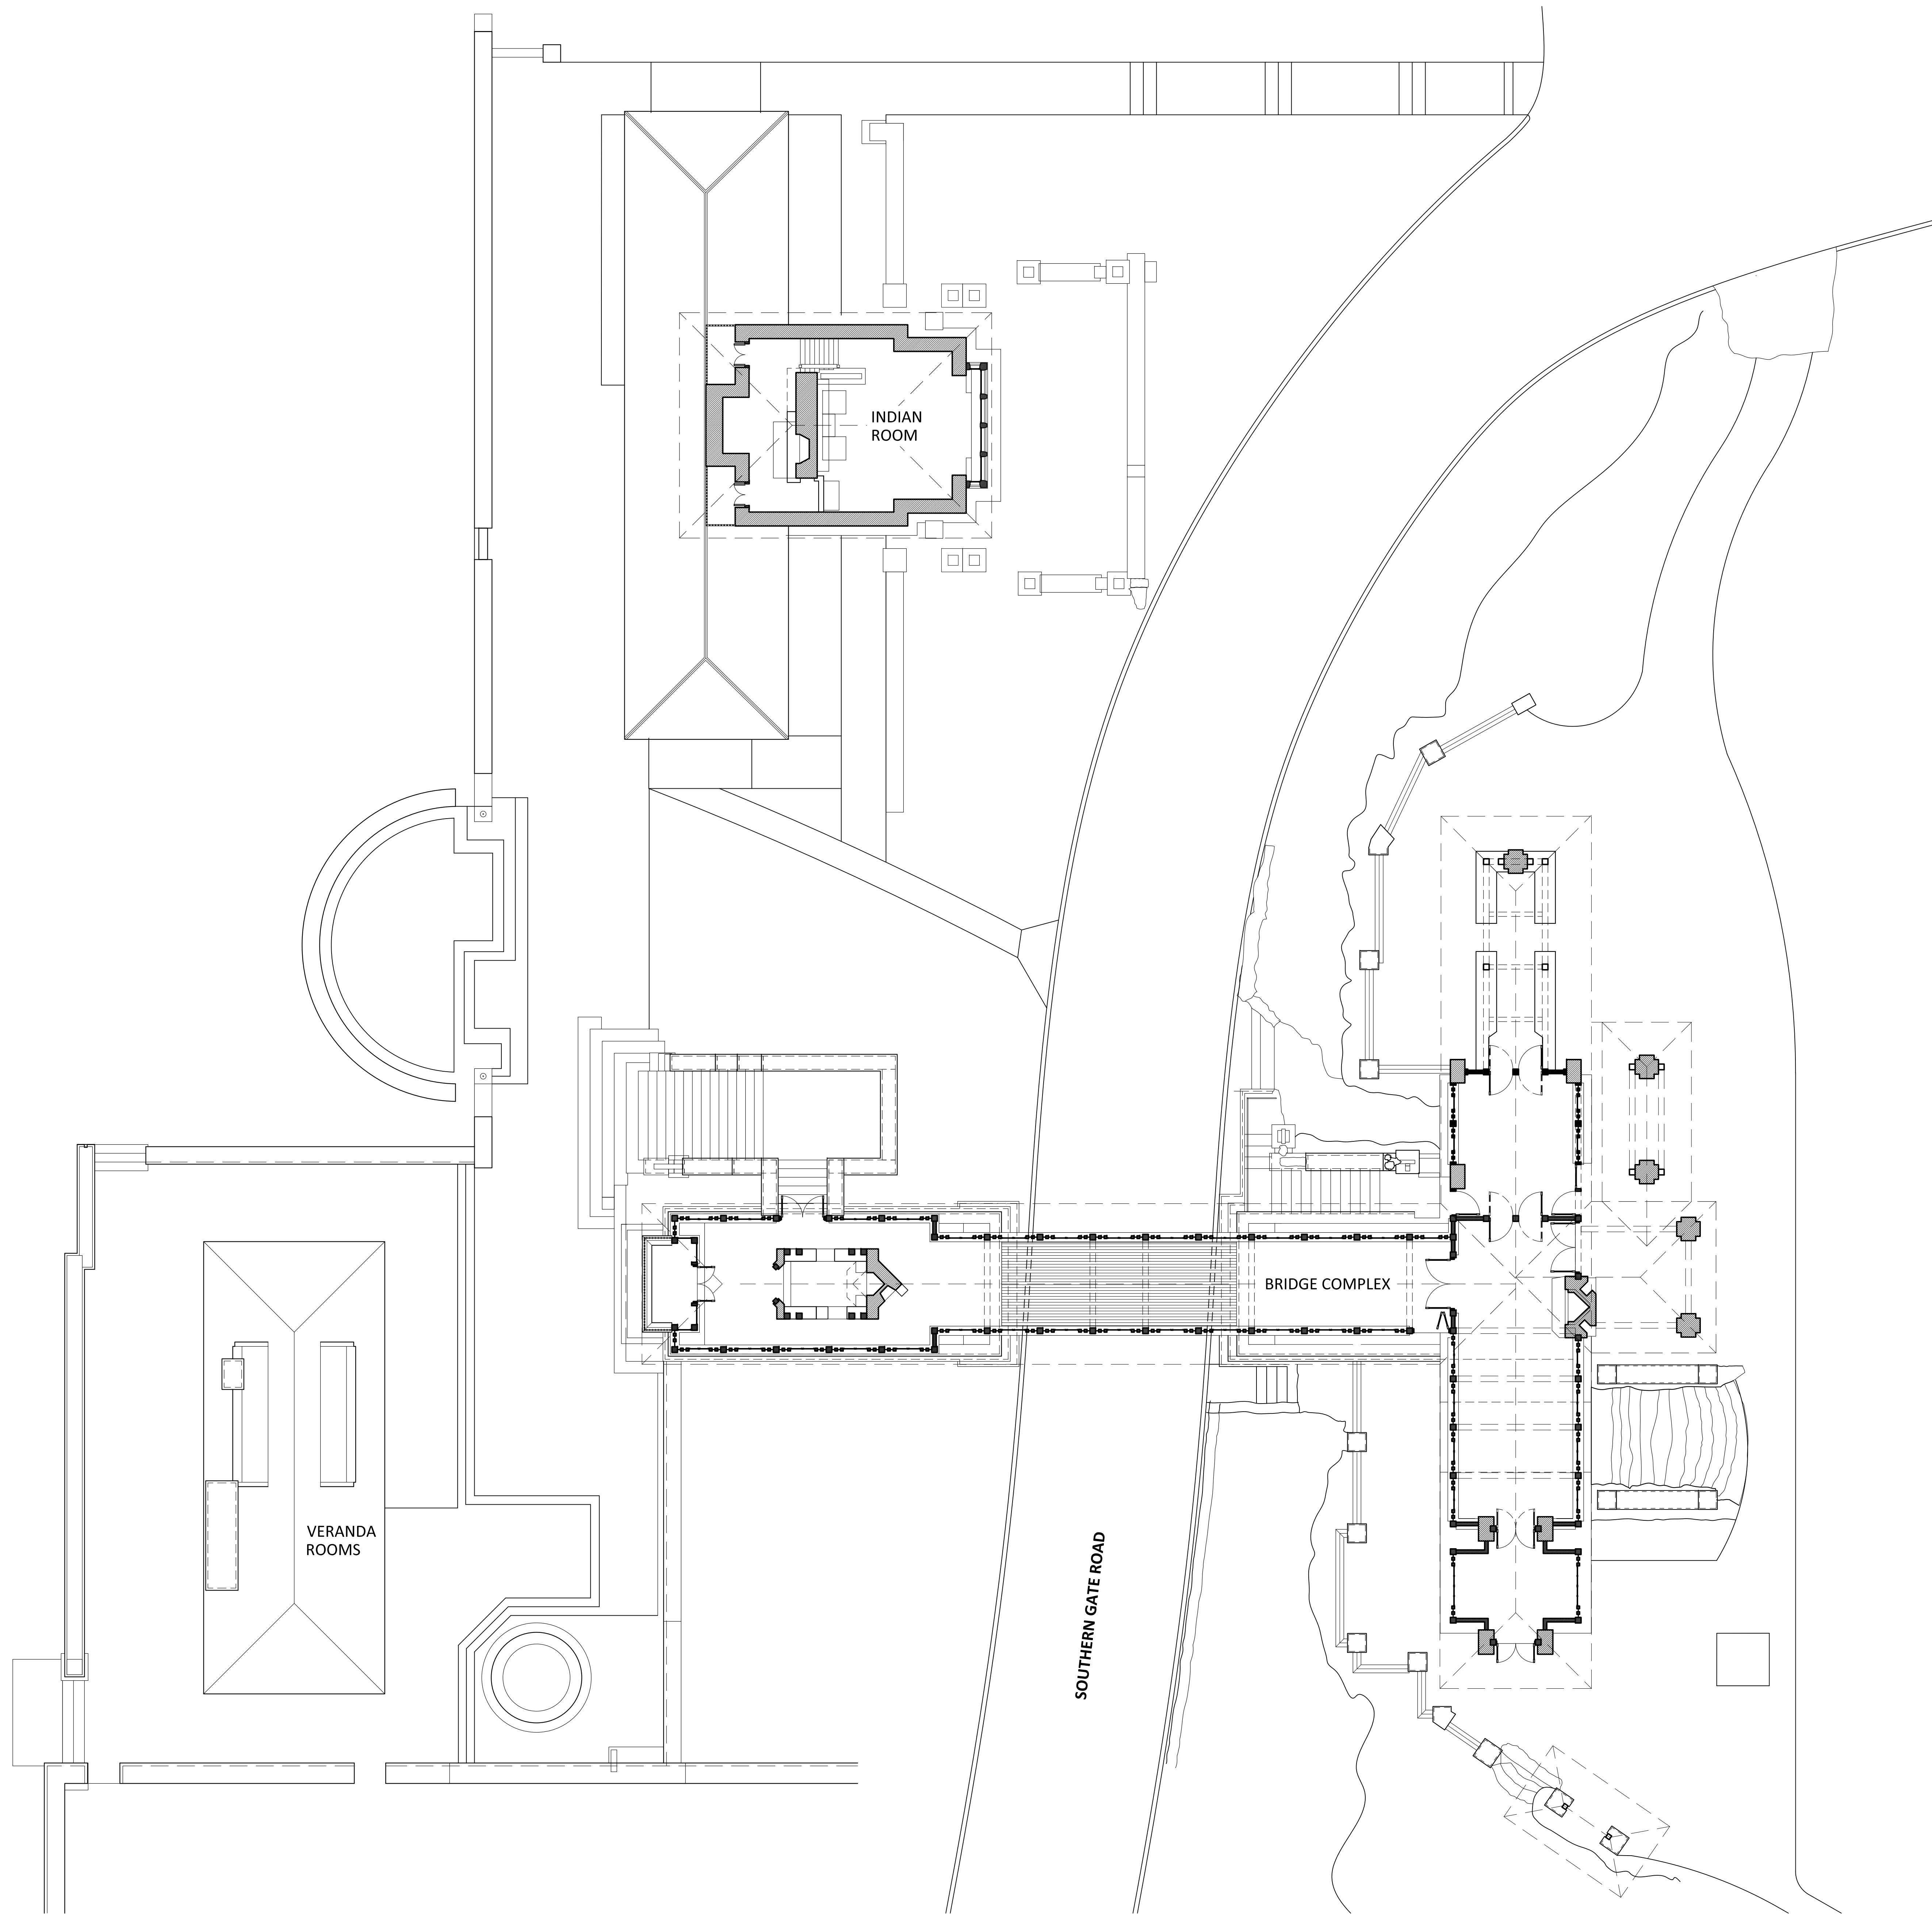 INDIAN
ROOM
BRIDGE COMPLEX
VERANDA
ROOMS
SOUTHERN GATE ROAD